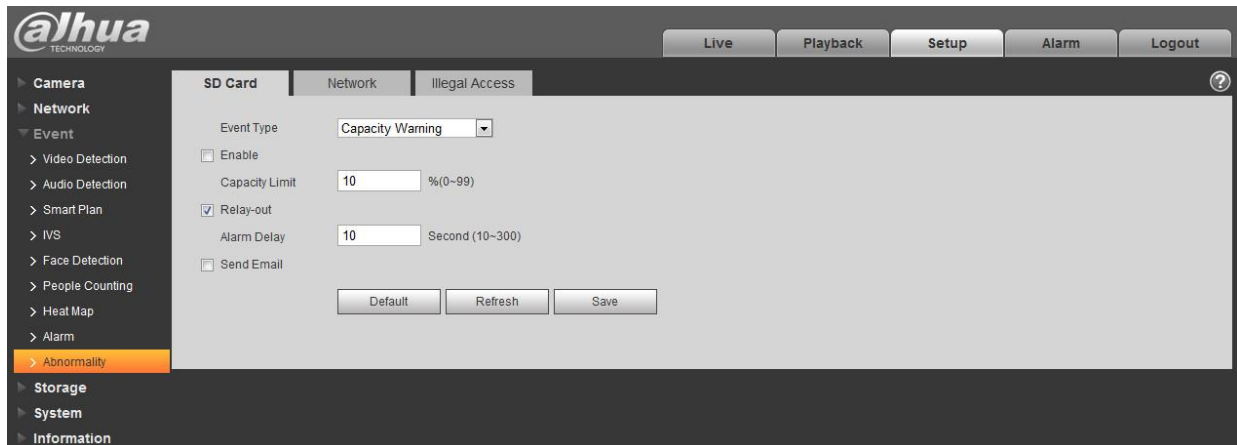 alhua
TECHNOLOGY
Live Playback Setup Alarm Logout
Camera
Network
Event
> Video Detection
> Audio Detection
> Smart Plan
> IVS
> Face Detection
> People Counting
> Heat Map
> Alarm
> Abnormality
Storage
System
Information
SD Card Network Illegal Access ?
Event Type Capacity Warning
Enable
Capacity Limit 10 %(0~99)
Relay-out
Alarm Delay 10 Second (10~300)
Send Email
Default Refresh Save